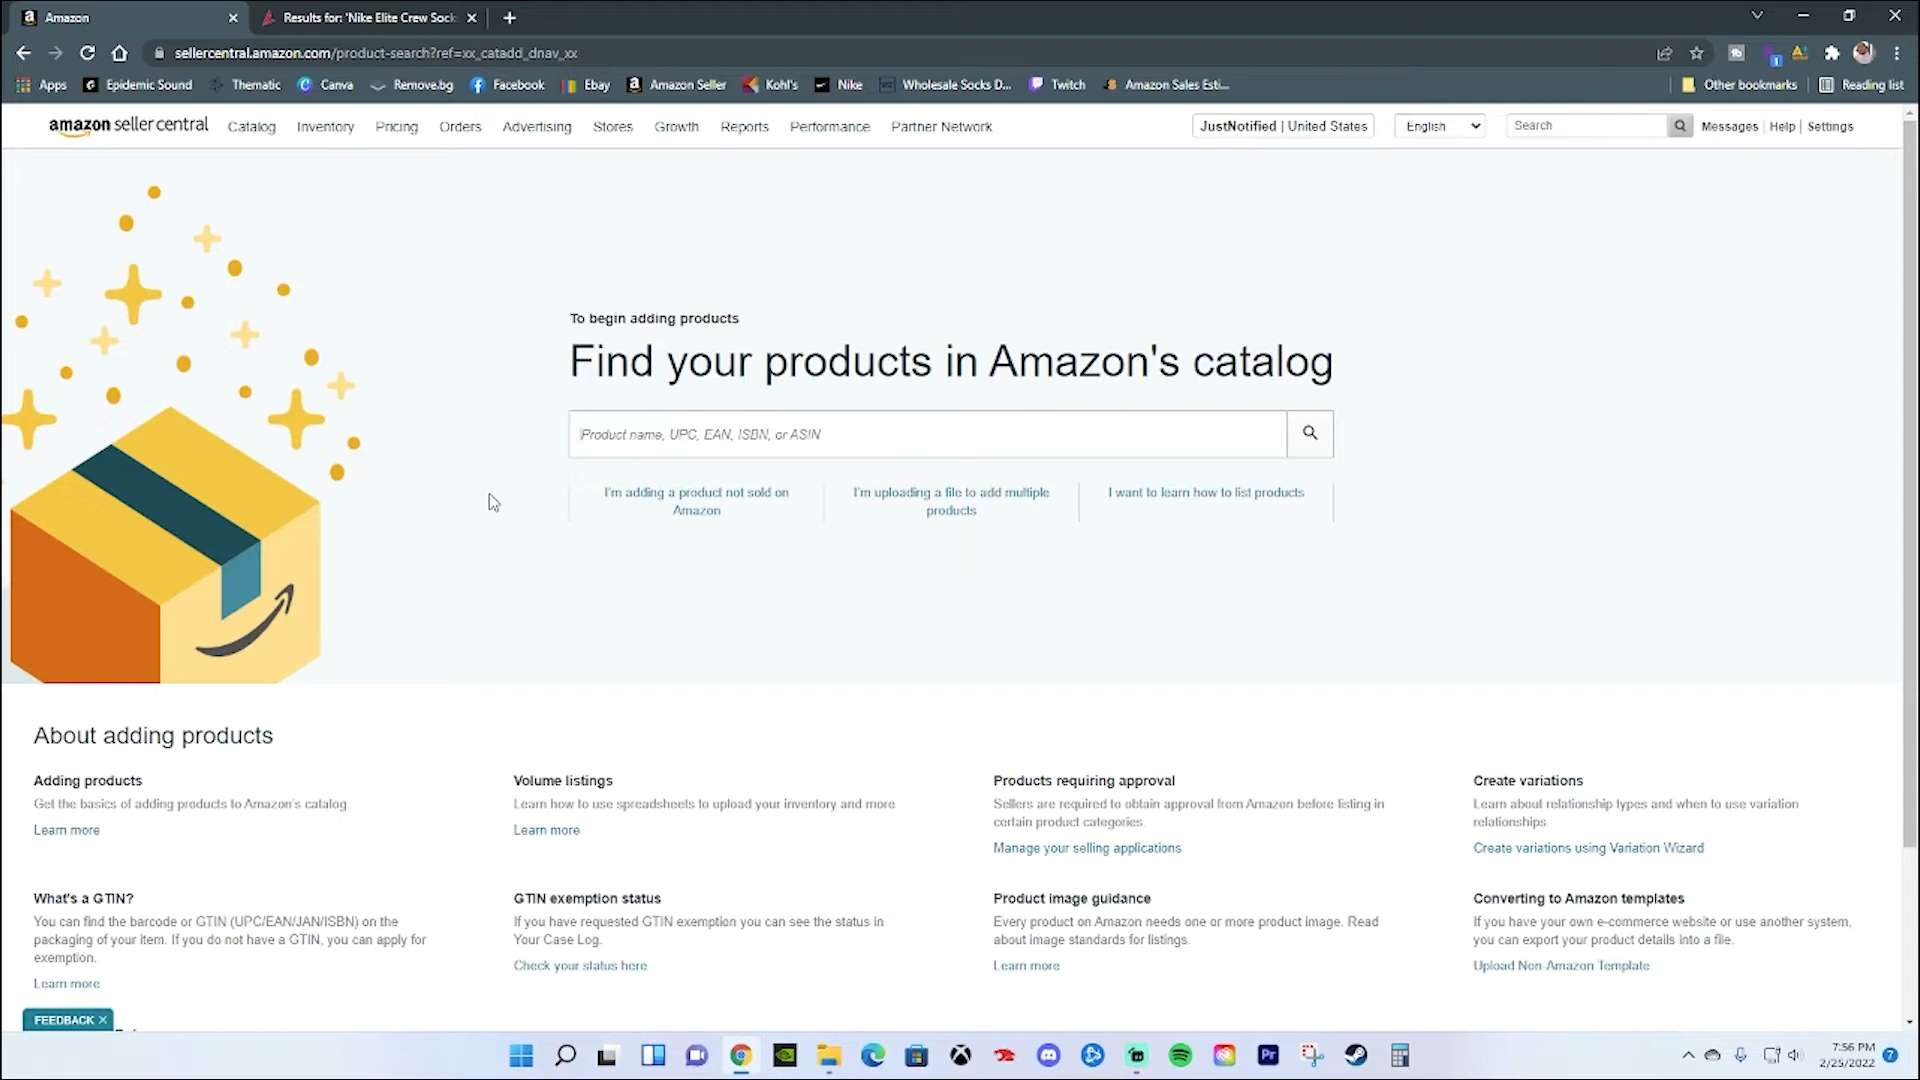 Amazon
Results for: 'Nike Elite Crew Sock
sellercentral.amazon.com/product-search?ref=xx_catadd_dnav_xx
Apps
Epidemic Sound
Thematic
Canva
Remove.bg
Facebook
Ebay
Amazon Seller
Kohl's
Nike
Wholesale Socks D...
Twitch
Amazon Sales Esti...
Other bookmarks
Reading list
amazon seller central
Catalog
Inventory
Pricing
Orders
Advertising
Stores
Growth
Reports
Performance
Partner Network
JustNotified | United States
English
Search
Messages | Help | Settings
To begin adding products
Find your products in Amazon's catalog
Product name, UPC, EAN, ISBN, or ASIN
I'm adding a product not sold on
Amazon
I'm uploading a file to add multiple
products
I want to learn how to list products
About adding products
Adding products
Get the basics of adding products to Amazon's catalog.
Learn more
Volume listings
Learn how to use spreadsheets to upload your inventory and more
Learn more
Products requiring approval
Sellers are required to obtain approval from Amazon before listing in
certain product categories.
Manage your selling applications
Create variations
Learn about relationship types and when to use variation
relationships.
Create variations using Variation Wizard
What's a GTIN?
You can find the barcode or GTIN (UPC/EAN/JAN/ISBN) on the
packaging of your item. If you do not have a GTIN, you can apply for
exemption.
Learn more
GTIN exemption status
If you have requested GTIN exemption you can see the status in
Your Case Log.
Check your status here
Product image guidance
Every product on Amazon needs one or more product image. Read
about image standards for listings.
Learn more
Converting to Amazon templates
If you have your own e-commerce website or use another system,
you can export your product details into a file.
Upload Non-Amazon Template
FEEDBACK
Pr
7:56 PM
2/25/2022
7